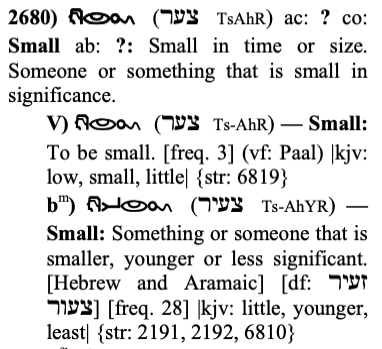 2680) (צער TsAhR) ac: ? co:
Small ab: ?: Small in time or size.
Someone or something that is small in
significance.
V) (צער Ts-AhR) — Small:
To be small. [freq. 3] (vf: Paal) |kjv:
low, small, little| {str: 6819}
bᵐ) (צעיר Ts-AhYR) —
Small: Something or someone that is
smaller, younger or less significant.
[Hebrew and Aramaic] [df: זעיר
צעור] [freq. 28] |kjv: little, younger,
least| {str: 2191, 2192, 6810}